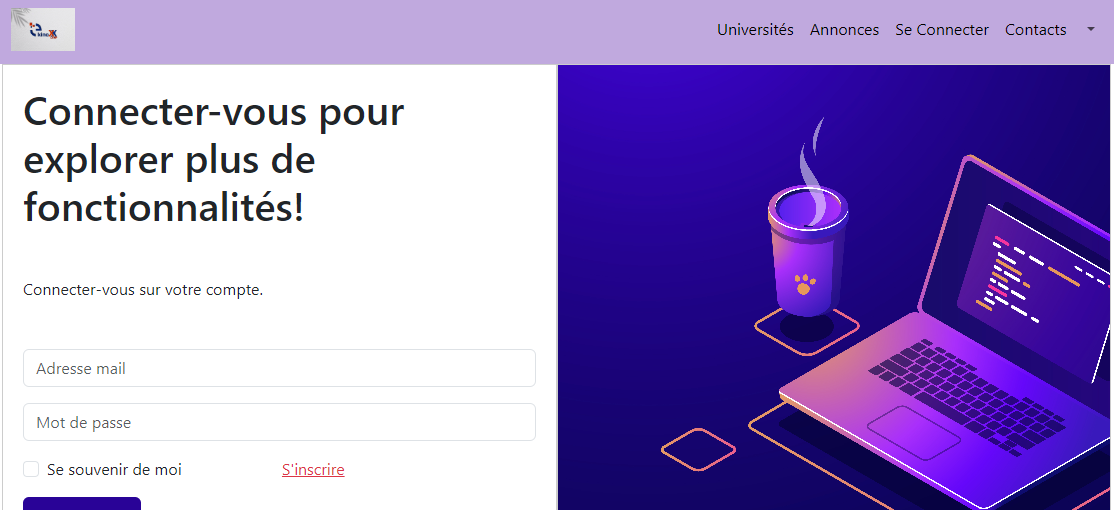 Universités Annonces Se Connecter Contacts
Connecter-vous pour
explorer plus de
fonctionnalités!
Connecter-vous sur votre compte.
Adresse mail
Mot de passe
Se souvenir de moi S'inscrire